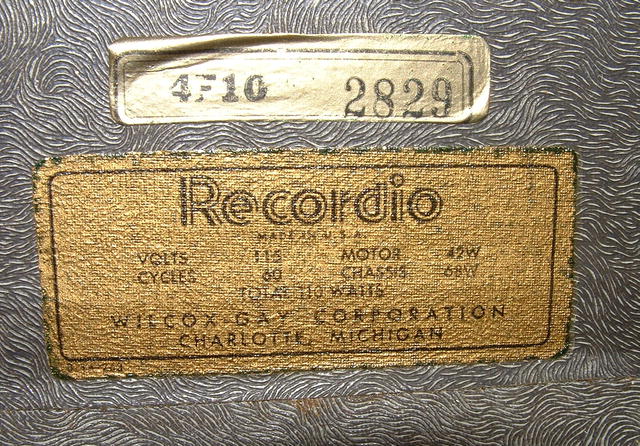 4F10 2829
Recordio
MADE IN U.S.A.
VOLTS 115 MOTOR 42W
CYCLES 60 CHASSIS 68W
TOTAL 110 WATTS
WILCOX-GAY CORPORATION
CHARLOTTE, MICHIGAN